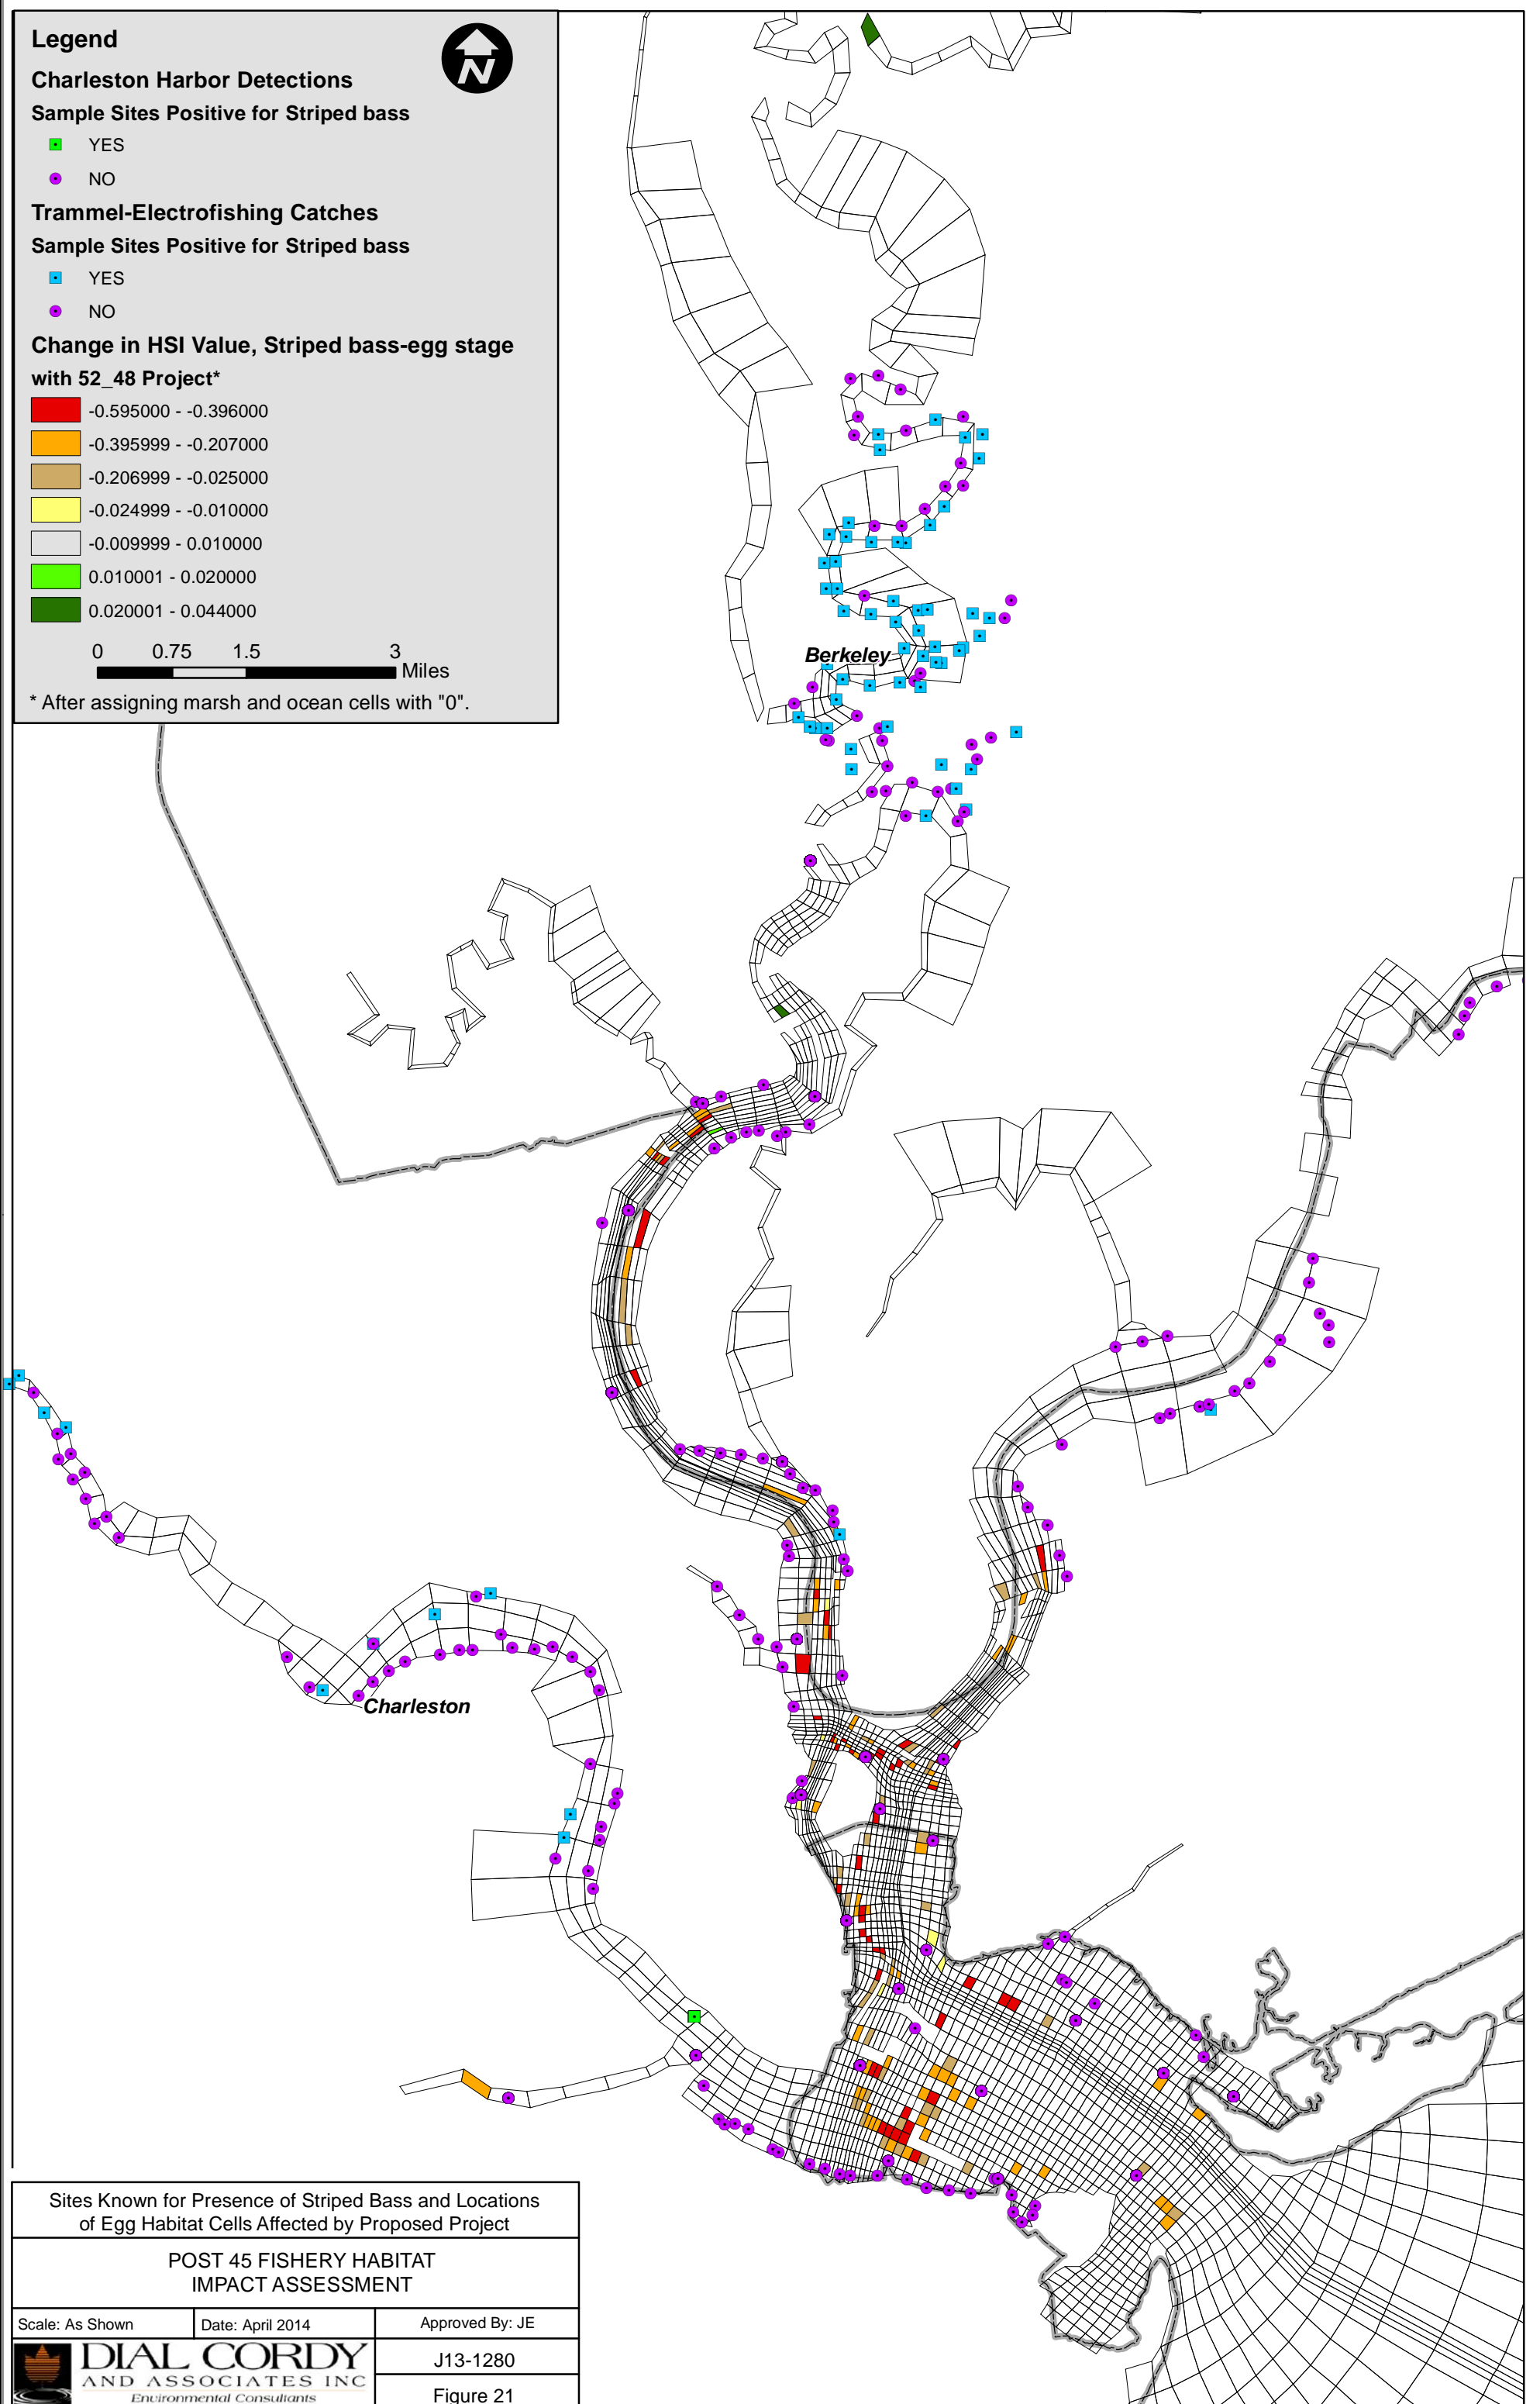 Legend
N
Charleston Harbor Detections
Sample Sites Positive for Striped bass
YES
NO
Trammel-Electrofishing Catches
Sample Sites Positive for Striped bass
YES
NO
Change in HSI Value, Striped bass-egg stage
with 52_48 Project*
-0.595000 - -0.396000
-0.395999 - -0.207000
-0.206999 - -0.025000
-0.024999 - -0.010000
-0.009999 - 0.010000
0.010001 - 0.020000
0.020001 - 0.044000
0 0.75 1.5 3
Miles
* After assigning marsh and ocean cells with "0".
Berkeley
Charleston
Sites Known for Presence of Striped Bass and Locations
of Egg Habitat Cells Affected by Proposed Project
POST 45 FISHERY HABITAT
IMPACT ASSESSMENT
Scale: As Shown
Date: April 2014
Approved By: JE
DIAL CORDY
AND ASSOCIATES INC
Environmental Consultants
J13-1280
Figure 21